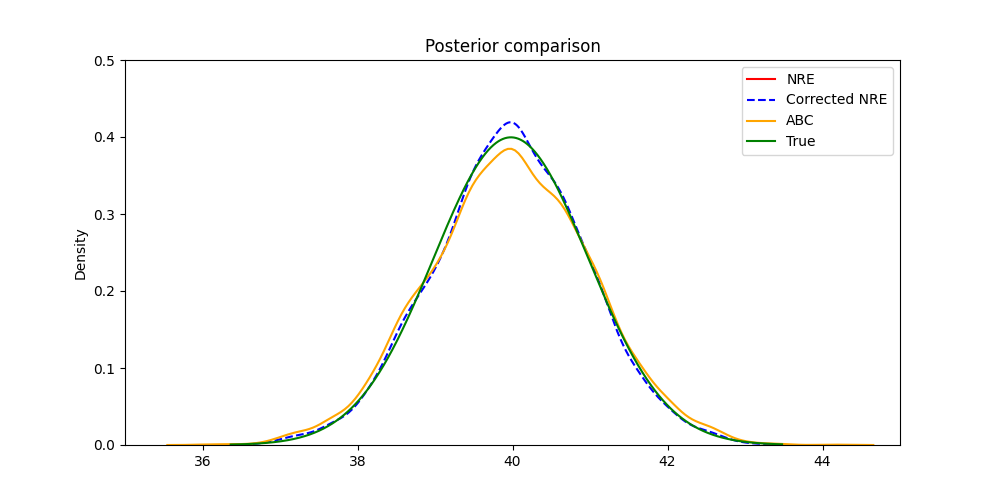 Posterior comparison
NRE
Corrected NRE
ABC
True
Density
0.5
0.4
0.3
0.2
0.1
0.0
36 38 40 42 44